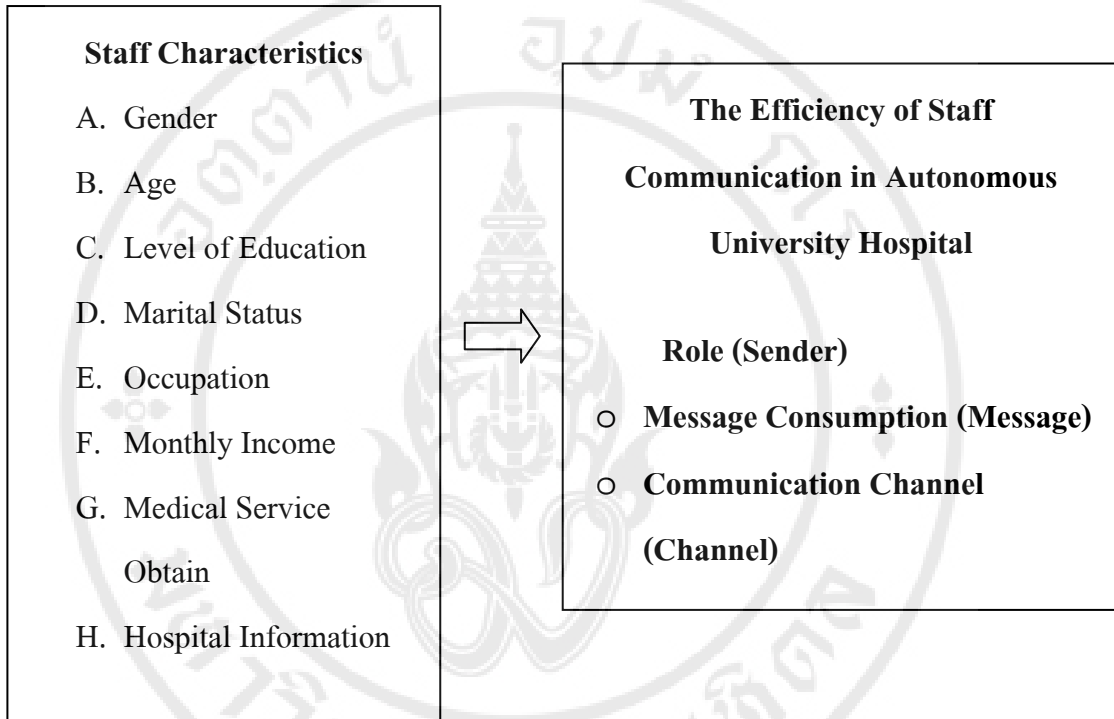 Staff Characteristics
A. Gender
B. Age
C. Level of Education
D. Marital Status
E. Occupation
F. Monthly Income
G. Medical Service
Obtain
H. Hospital Information
The Efficiency of Staff
Communication in Autonomous
University Hospital
Role (Sender)
o Message Consumption (Message)
o Communication Channel
(Channel)